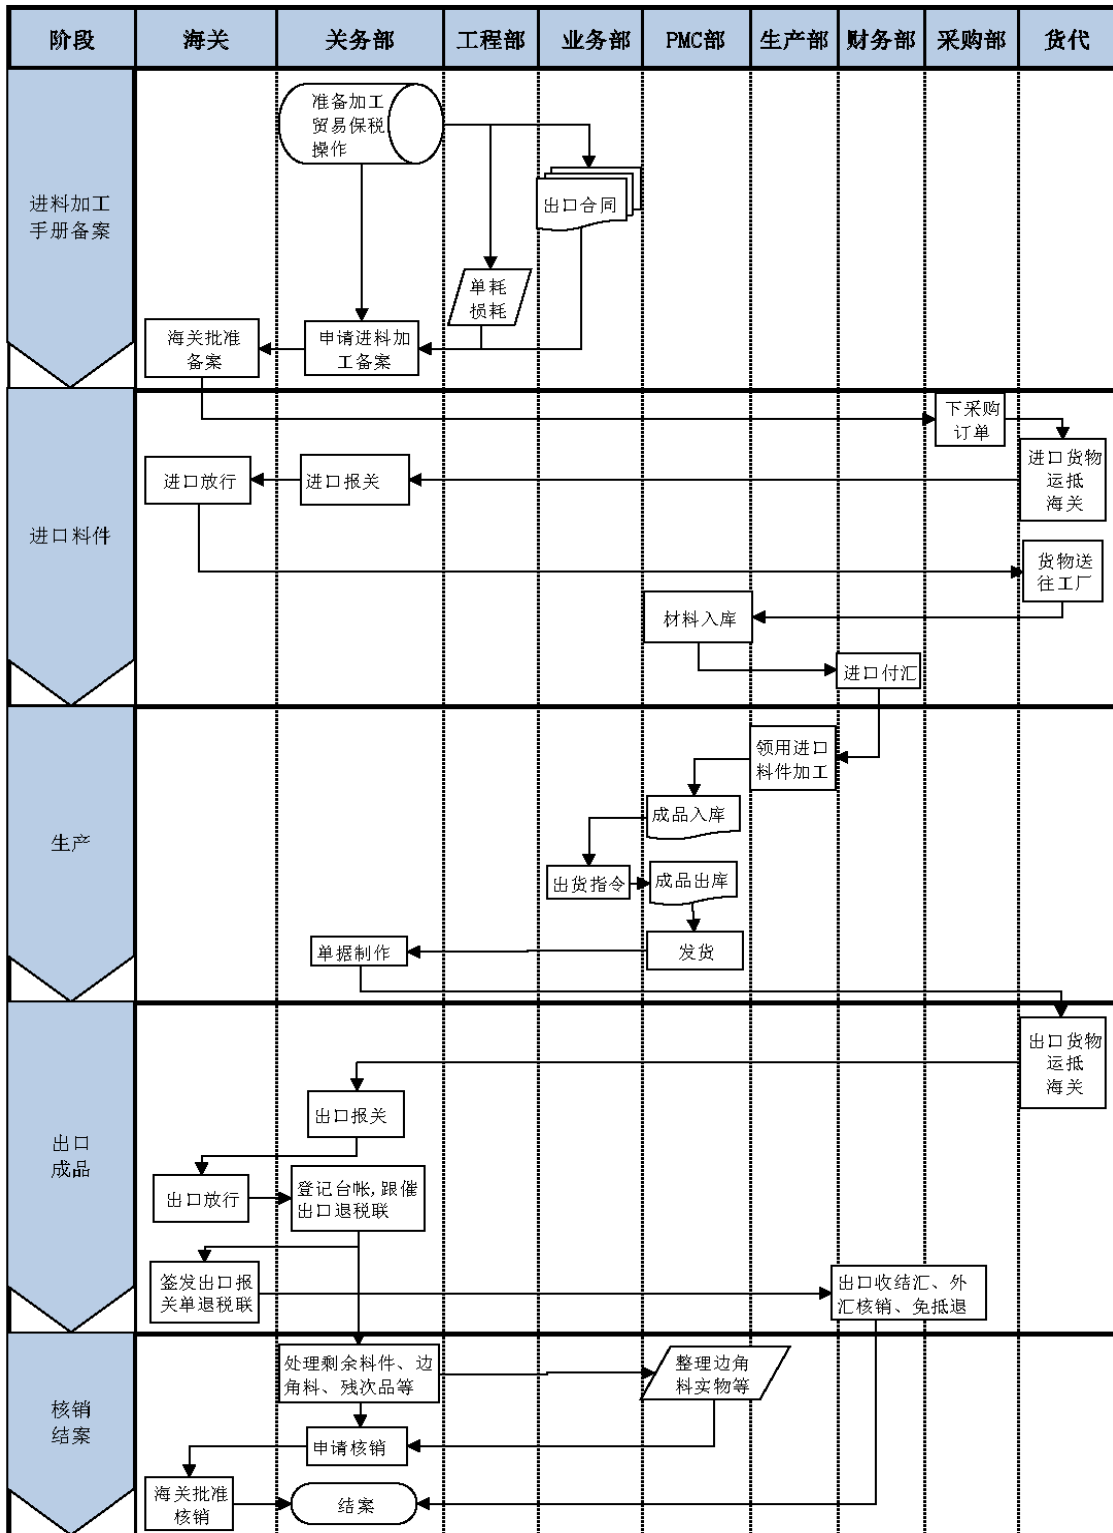 阶段
海关
关务部
工程部
业务部
PMC部
生产部
财务部
采购部
货代
进料加工
手册备案
准备加工
贸易保税
操作
出口合同
单耗
损耗
海关批准
备案
申请进料加
工备案
进口料件
下采购
订单
进口货物
运抵
海关
进口报关
进口放行
货物送
往工厂
材料入库
进口付汇
生产
领用进口
料件加工
成品入库
出货指令
成品出库
发货
单据制作
出口
成品
出口货物
运抵
海关
出口报关
出口放行
登记台帐,跟催
出口退税联
签发出口报
关单退税联
出口收结汇、外
汇核销、免抵退
核销
结案
处理剩余料件、边
角料、残次品等
整理边角
料实物等
申请核销
海关批准
核销
结案